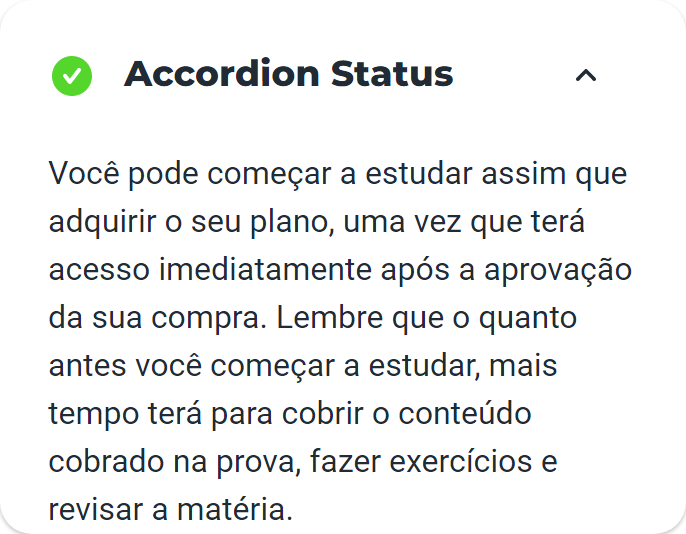 Accordion Status
Você pode começar a estudar assim que
adquirir o seu plano, uma vez que terá
acesso imediatamente após a aprovação
da sua compra. Lembre que o quanto
antes você começar a estudar, mais
tempo terá para cobrir o conteúdo
cobrado na prova, fazer exercícios e
revisar a matéria.